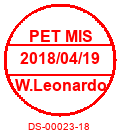 PET MIS
2018/04/19
W.Leonardo
DS-00023-18